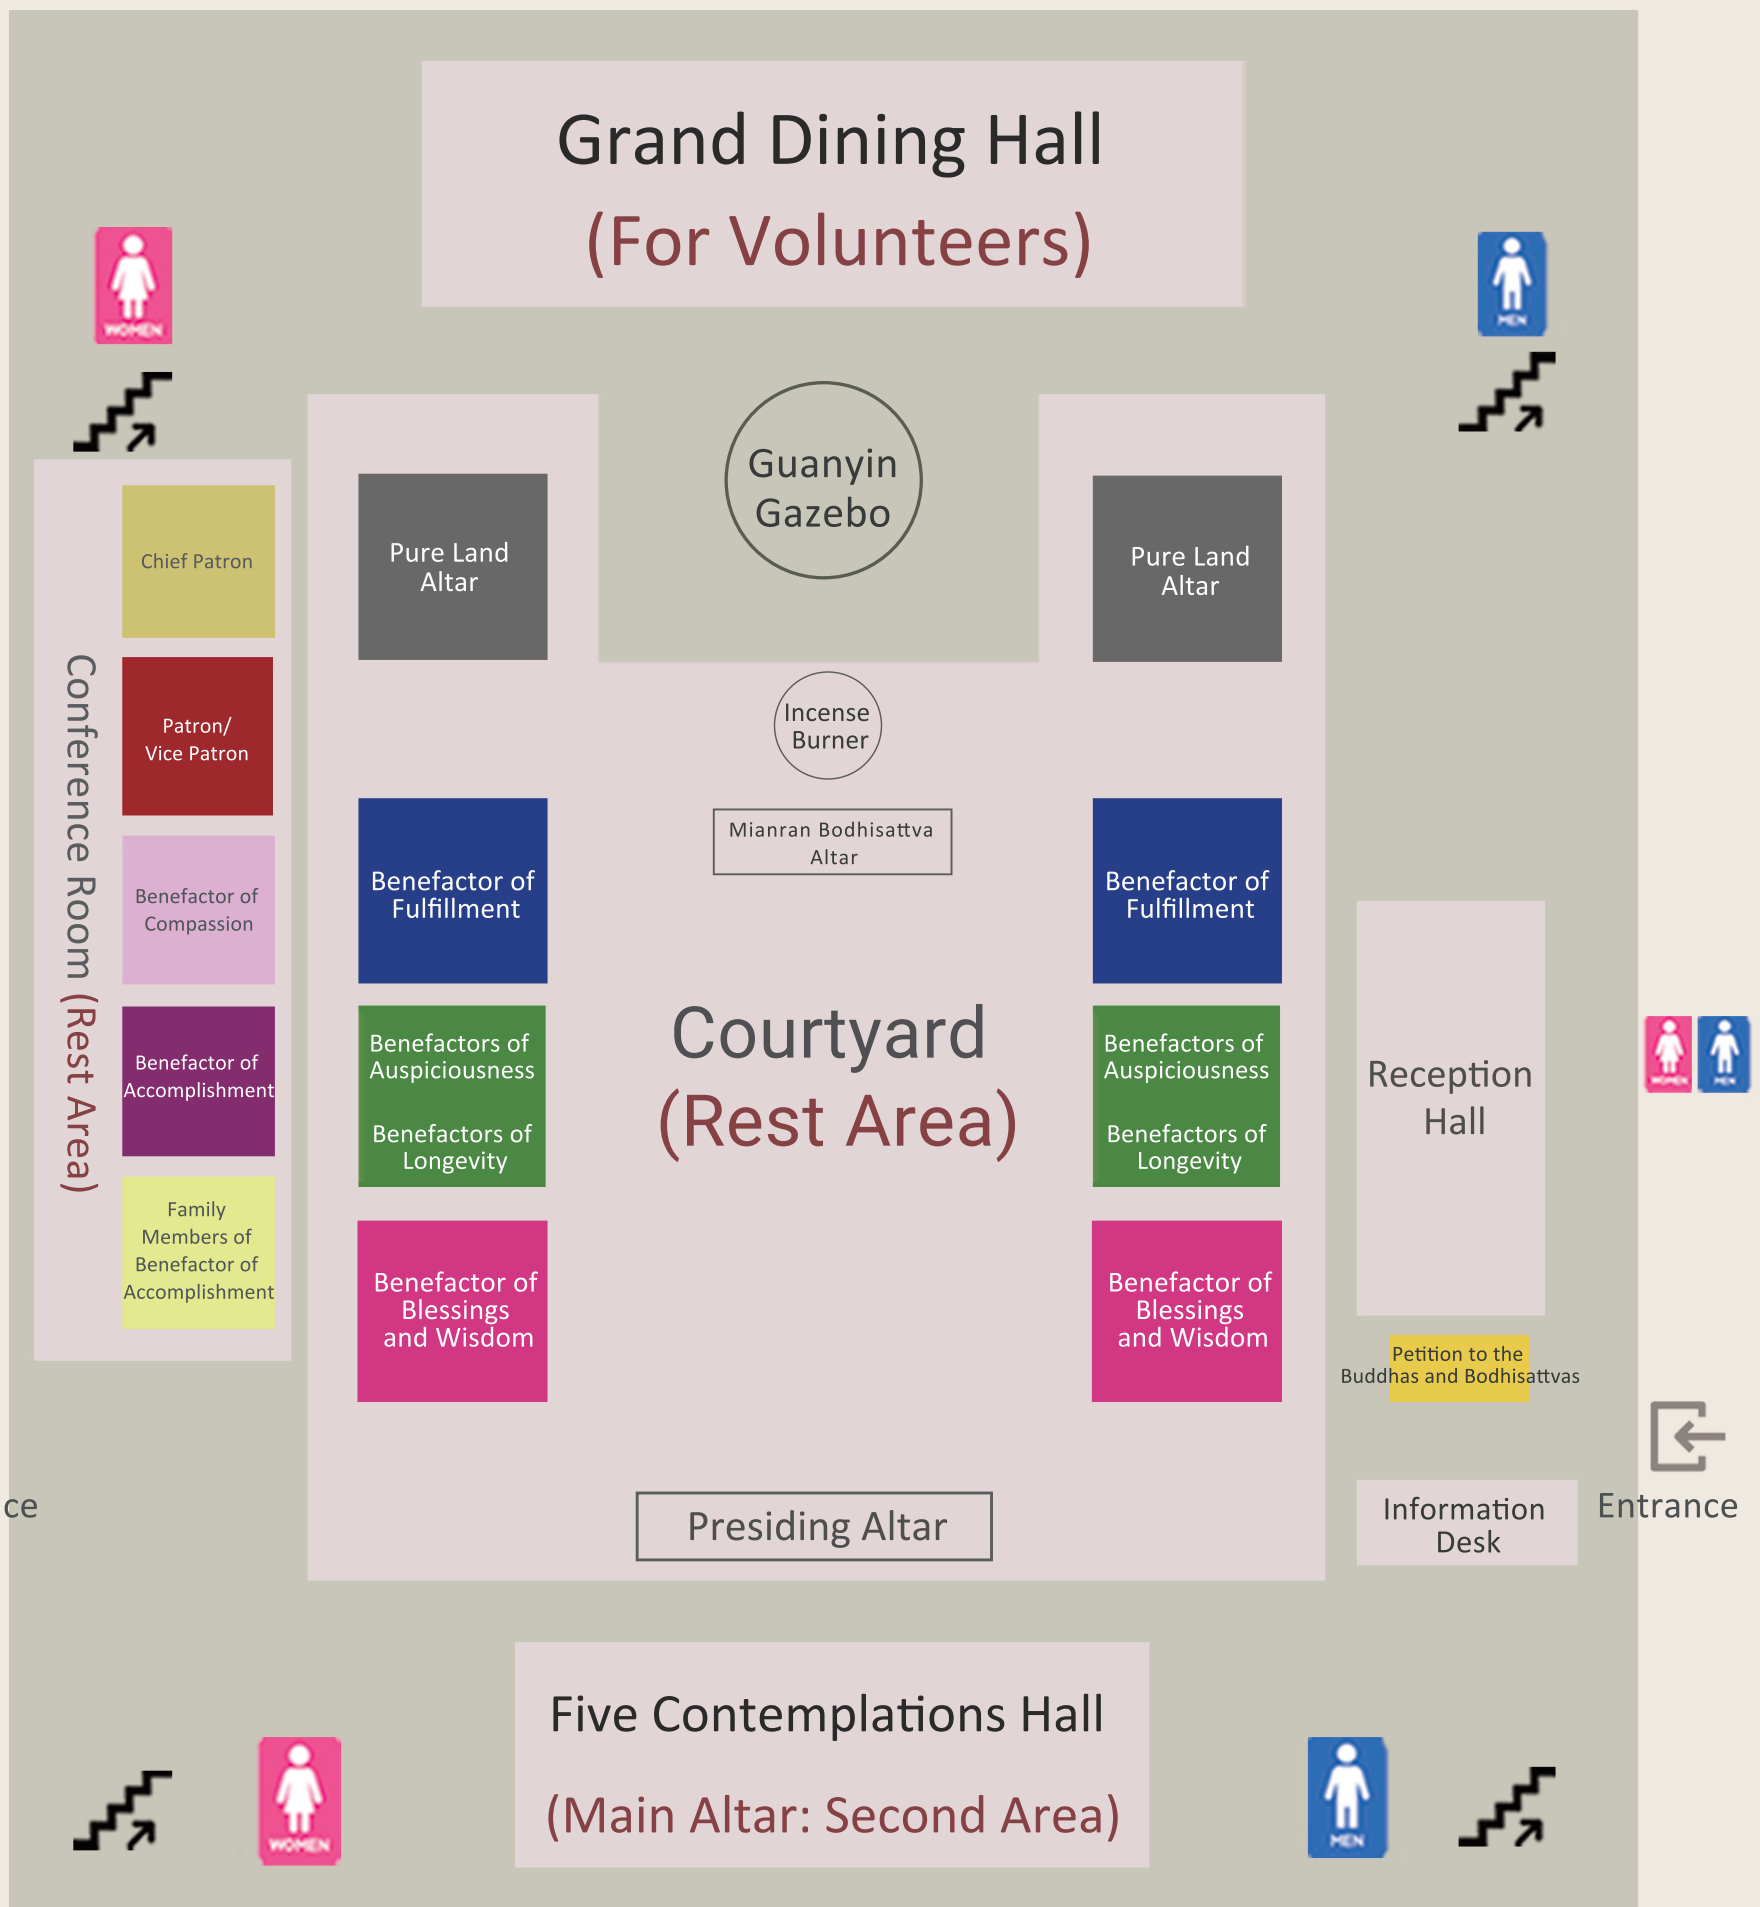 Grand Dining Hall
(For Volunteers)
WOMEN
MEN
Guanyin
Gazebo
Chief Patron
Pure Land
Altar
Pure Land
Altar
Conference Room (Rest Area)
Patron/
Vice Patron
Incense
Burner
Mianran Bodhisattva
Altar
Benefactor of
Compassion
Benefactor of
Fulfillment
Benefactor of
Fulfillment
Benefactor of
Accomplishment
Benefactors of
Auspiciousness
Benefactors of
Longevity
Courtyard
(Rest Area)
Benefactors of
Auspiciousness
Benefactors of
Longevity
Reception
Hall
WOMEN
MEN
Family
Members of
Benefactor of
Accomplishment
Benefactor of
Blessings
and Wisdom
Benefactor of
Blessings
and Wisdom
Petition to the
Buddhas and Bodhisattvas
ce
Presiding Altar
Information
Desk
Entrance
Five Contemplations Hall
(Main Altar: Second Area)
WOMEN
MEN